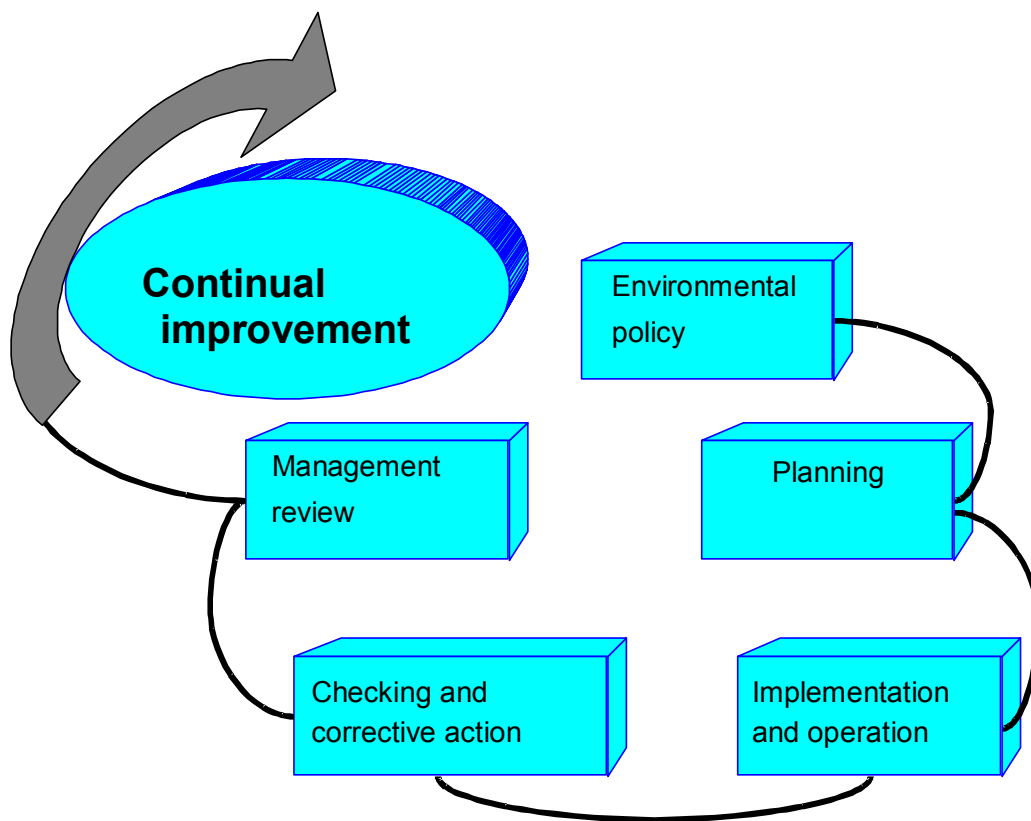 Continual
improvement
Environmental
policy
Management
review
Planning
Checking and
corrective action
Implementation
and operation